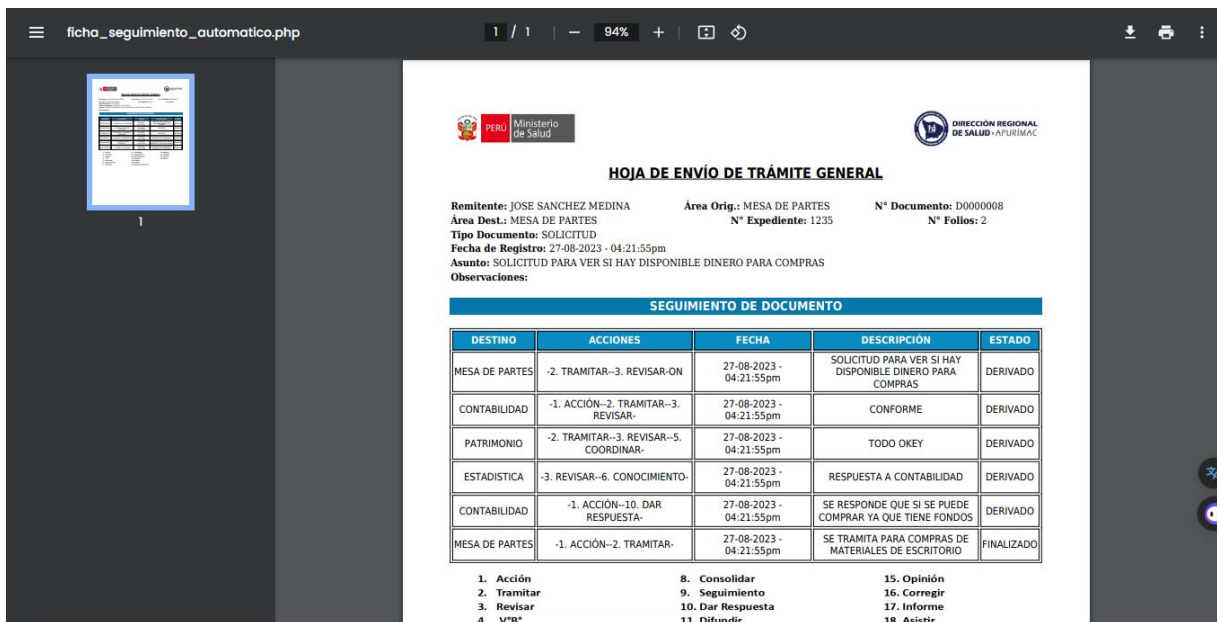 ficha_seguimiento_automatico.php
1 / 1
94%
1
PERÚ
Ministerio
de Salud
DIRECCIÓN REGIONAL
DE SALUD - APURÍMAC
HOJA DE ENVÍO DE TRÁMITE GENERAL
Remitente: JOSE SANCHEZ MEDINA Área Orig.: MESA DE PARTES N° Documento: D0000008
Área Dest.: MESA DE PARTES N° Expediente: 1235 N° Folios: 2
Tipo Documento: SOLICITUD
Fecha de Registro: 27-08-2023 - 04:21:55pm
Asunto: SOLICITUD PARA VER SI HAY DISPONIBLE DINERO PARA COMPRAS
Observaciones:
SEGUIMIENTO DE DOCUMENTO
DESTINO ACCIONES FECHA DESCRIPCIÓN ESTADO
MESA DE PARTES
-2. TRAMITAR--3. REVISAR-ON
27-08-2023 -
04:21:55pm
SOLICITUD PARA VER SI HAY
DISPONIBLE DINERO PARA
COMPRAS
DERIVADO
CONTABILIDAD
-1. ACCIÓN--2. TRAMITAR--3.
REVISAR-
27-08-2023 -
04:21:55pm
CONFORME
DERIVADO
PATRIMONIO
-2. TRAMITAR--3. REVISAR--5.
COORDINAR-
27-08-2023 -
04:21:55pm
TODO OKEY
DERIVADO
ESTADISTICA
-3. REVISAR--6. CONOCIMIENTO-
27-08-2023 -
04:21:55pm
RESPUESTA A CONTABILIDAD
DERIVADO
CONTABILIDAD
-1. ACCIÓN--10. DAR
RESPUESTA-
27-08-2023 -
04:21:55pm
SE RESPONDE QUE SI SE PUEDE
COMPRAR YA QUE TIENE FONDOS
DERIVADO
MESA DE PARTES
-1. ACCIÓN--2. TRAMITAR-
27-08-2023 -
04:21:55pm
SE TRAMITA PARA COMPRAS DE
MATERIALES DE ESCRITORIO
FINALIZADO
1. Acción 8. Consolidar 15. Opinión
2. Tramitar 9. Seguimiento 16. Corregir
3. Revisar 10. Dar Respuesta 17. Informe
4. V°B° 11. Difundir 18. Asistir